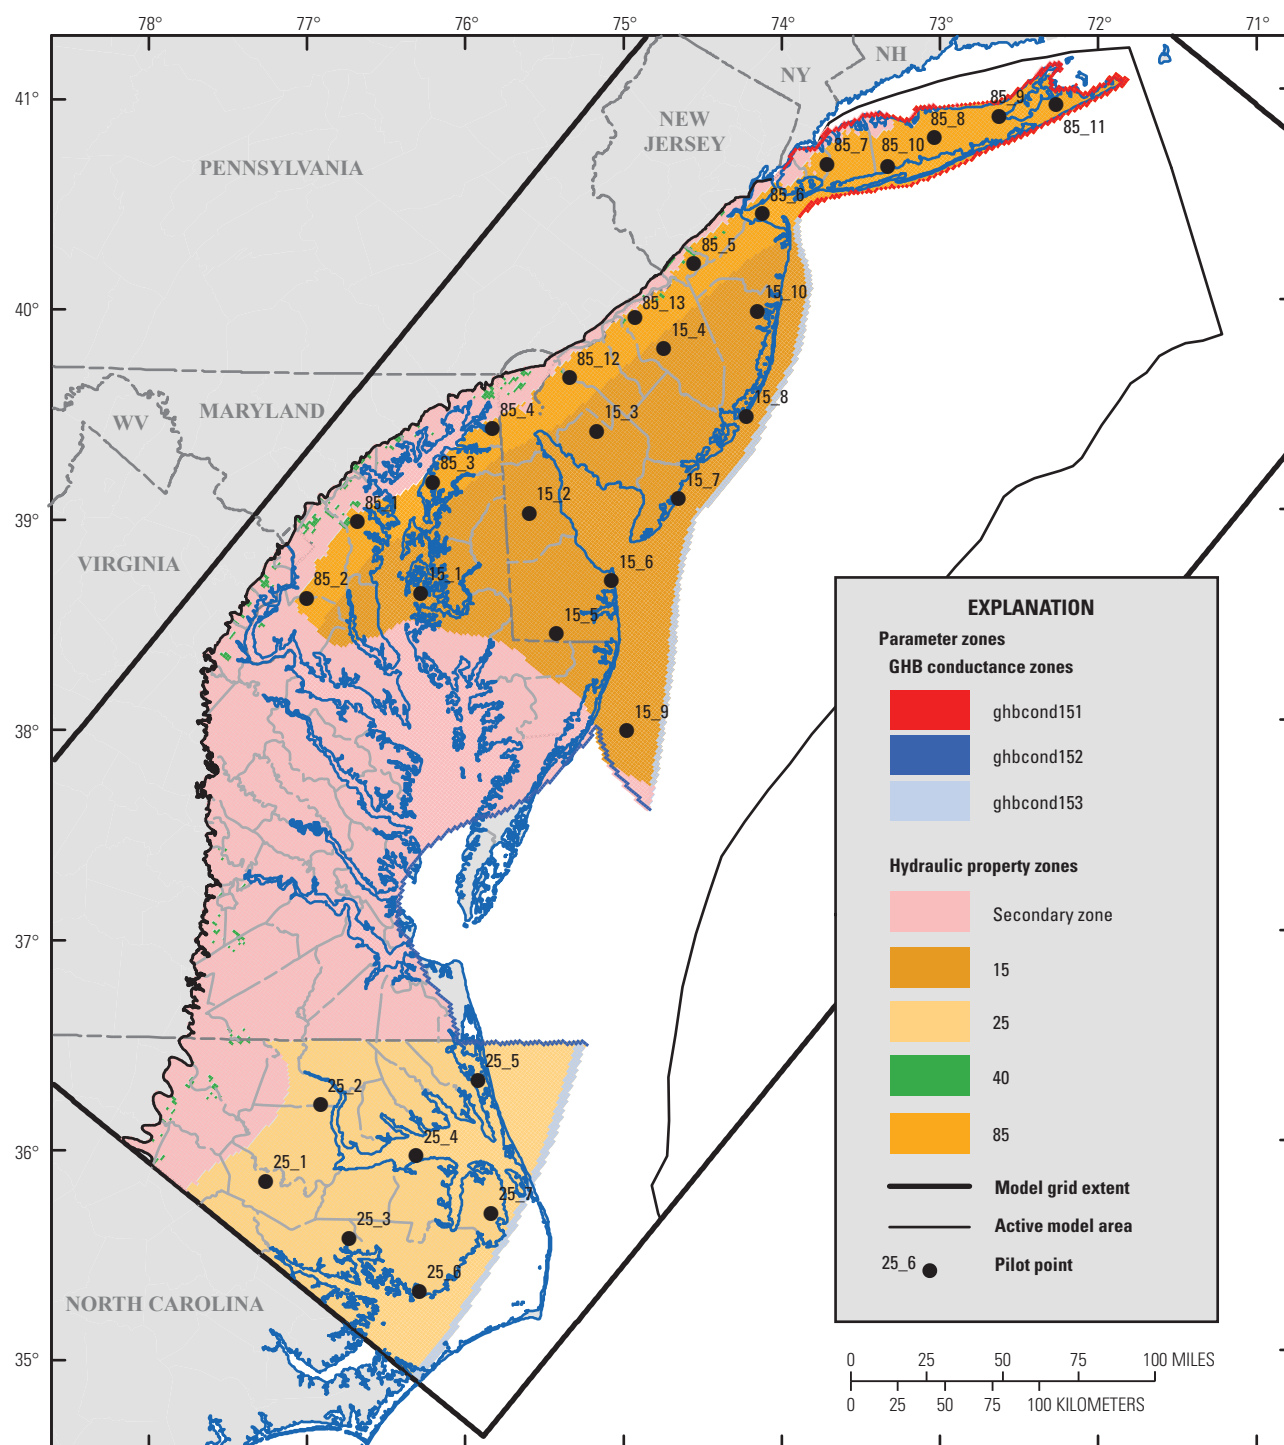 78°
77°
76°
75°
74°
73°
72°
71°
NH
NY
41°
85_9
85_8
85_11
NEW
JERSEY
85_7
85_10
PENNSYLVANIA
85_6
85_5
40°
85_13
15_10
15_4
85_12
MARYLAND
WV
85_4
15_3
15_8
85_3
15_7
15_2
39°
85_1
VIRGINIA
15_6
85_2
15_1
15_5
38°
15_9
37°
25_5
25_2
36°
25_4
25_1
25_7
25_3
25_6
NORTH CAROLINA
35°
EXPLANATION
Parameter zones
GHB conductance zones
ghbcond151
ghbcond152
ghbcond153
Hydraulic property zones
Secondary zone
15
25
40
85
Model grid extent
Active model area
25_6
Pilot point
0 25 50 75 100 MILES
0 25 50 75 100 KILOMETERS